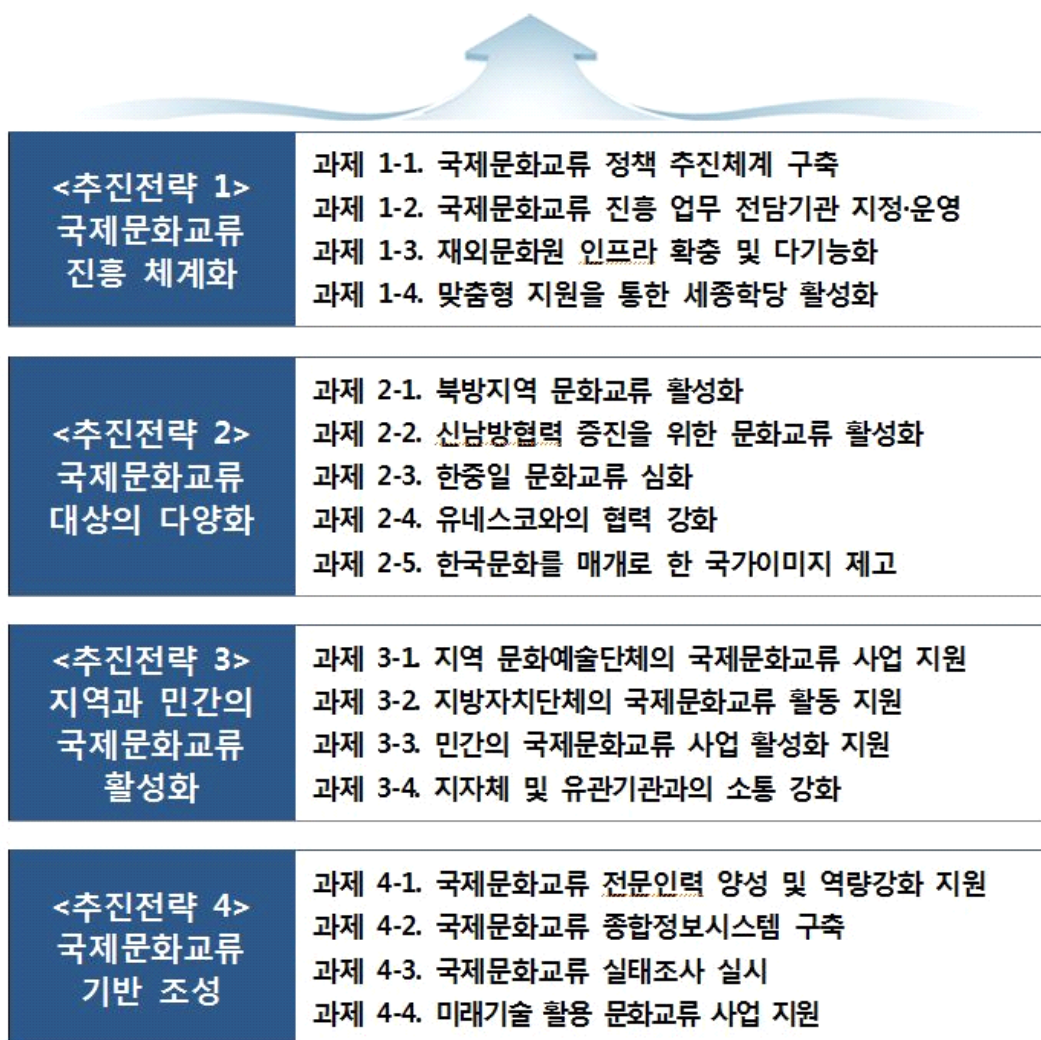 <추진전략 1>
국제문화교류
진흥 체계화
과제 1-1. 국제문화교류 정책 추진체계 구축
과제 1-2. 국제문화교류 진흥 업무 전담기관 지정·운영
과제 1-3. 재외문화원 인프라 확충 및 다기능화
과제 1-4. 맞춤형 지원을 통한 세종학당 활성화
<추진전략 2>
국제문화교류
대상의 다양화
과제 2-1. 북방지역 문화교류 활성화
과제 2-2. 신남방협력 증진을 위한 문화교류 활성화
과제 2-3. 한중일 문화교류 심화
과제 2-4. 유네스코와의 협력 강화
과제 2-5. 한국문화를 매개로 한 국가이미지 제고
<추진전략 3>
지역과 민간의
국제문화교류
활성화
과제 3-1. 지역 문화예술단체의 국제문화교류 사업 지원
과제 3-2. 지방자치단체의 국제문화교류 활동 지원
과제 3-3. 민간의 국제문화교류 사업 활성화 지원
과제 3-4. 지자체 및 유관기관과의 소통 강화
<추진전략 4>
국제문화교류
기반 조성
과제 4-1. 국제문화교류 전문인력 양성 및 역량강화 지원
과제 4-2. 국제문화교류 종합정보시스템 구축
과제 4-3. 국제문화교류 실태조사 실시
과제 4-4. 미래기술 활용 문화교류 사업 지원